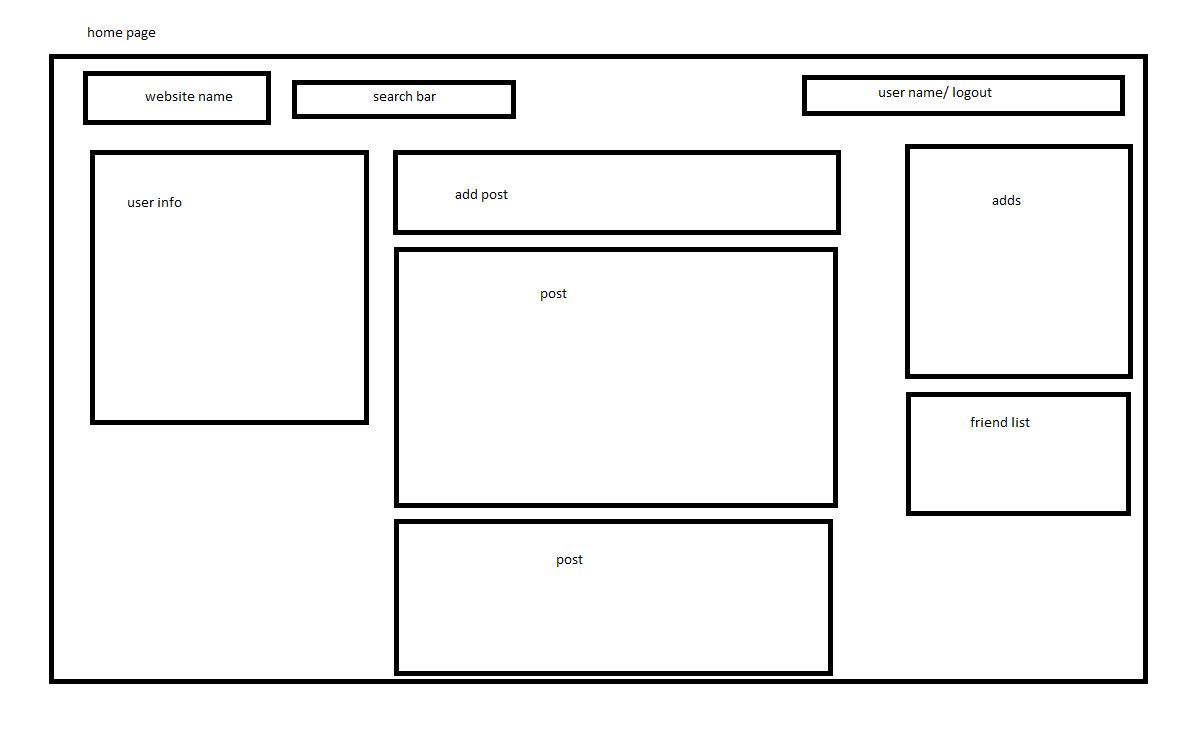 home page
website name
search bar
user name/ logout
user info
add post
adds
post
friend list
post